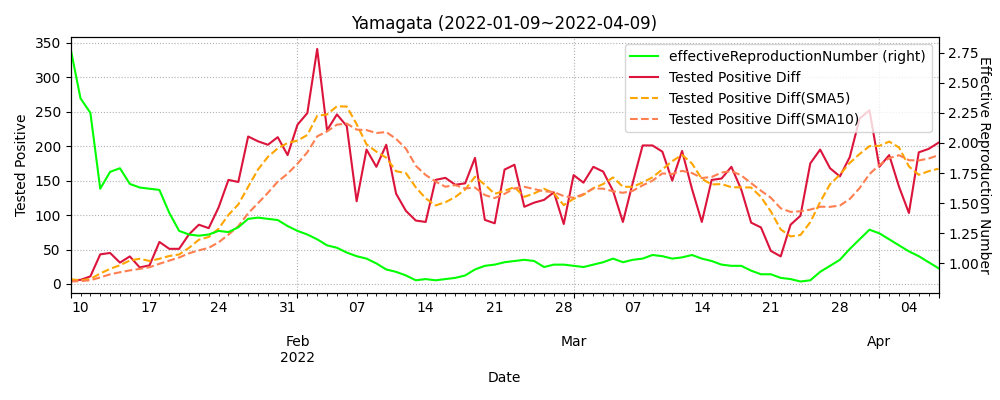 Yamagata (2022-01-09~2022-04-09)
Tested Positive
350
300
250
200
150
100
50
0
effectiveReproductionNumber (right)
Tested Positive Diff
Tested Positive Diff(SMA5)
Tested Positive Diff(SMA10)
2.75
2.50
2.25
2.00
1.75
1.50
1.25
1.00
Effective Reproduction Number
10 17 24 31 07 14 21 28 07 14 21 28 04
Feb Mar Apr
2022
Date